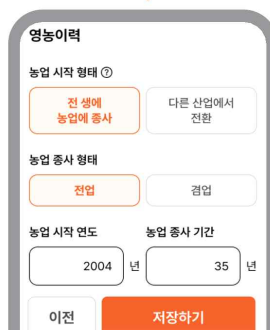 영농이력
농업 시작 형태 ?
전 생애
농업에 종사
다른 산업에서
전환
농업 종사 형태
전업
겸업
농업 시작 연도
농업 종사 기간
2004 년
35 년
이전
저장하기